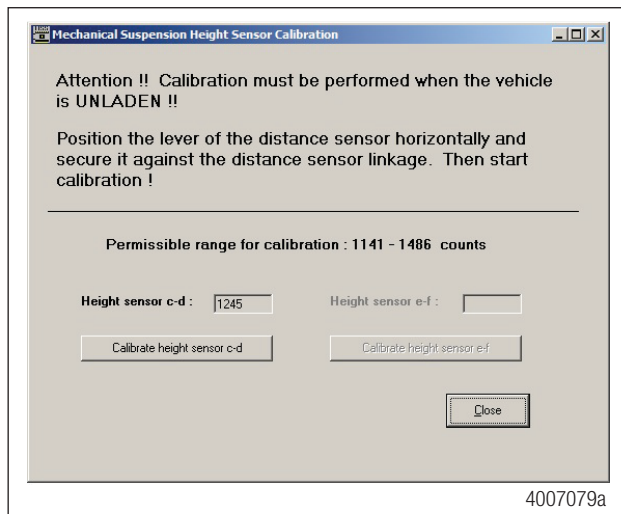 Mechanical Suspension Height Sensor Calibration
Attention !! Calibration must be performed when the vehicle
is UNLADEN !!
Position the lever of the distance sensor horizontally and
secure it against the distance sensor linkage. Then start
calibration !
Permissible range for calibration : 1141 - 1486 counts
Height sensor c-d : 1245 Height sensor e-f :
Calibrate height sensor c-d Calibrate height sensor e-f
Close
4007079a